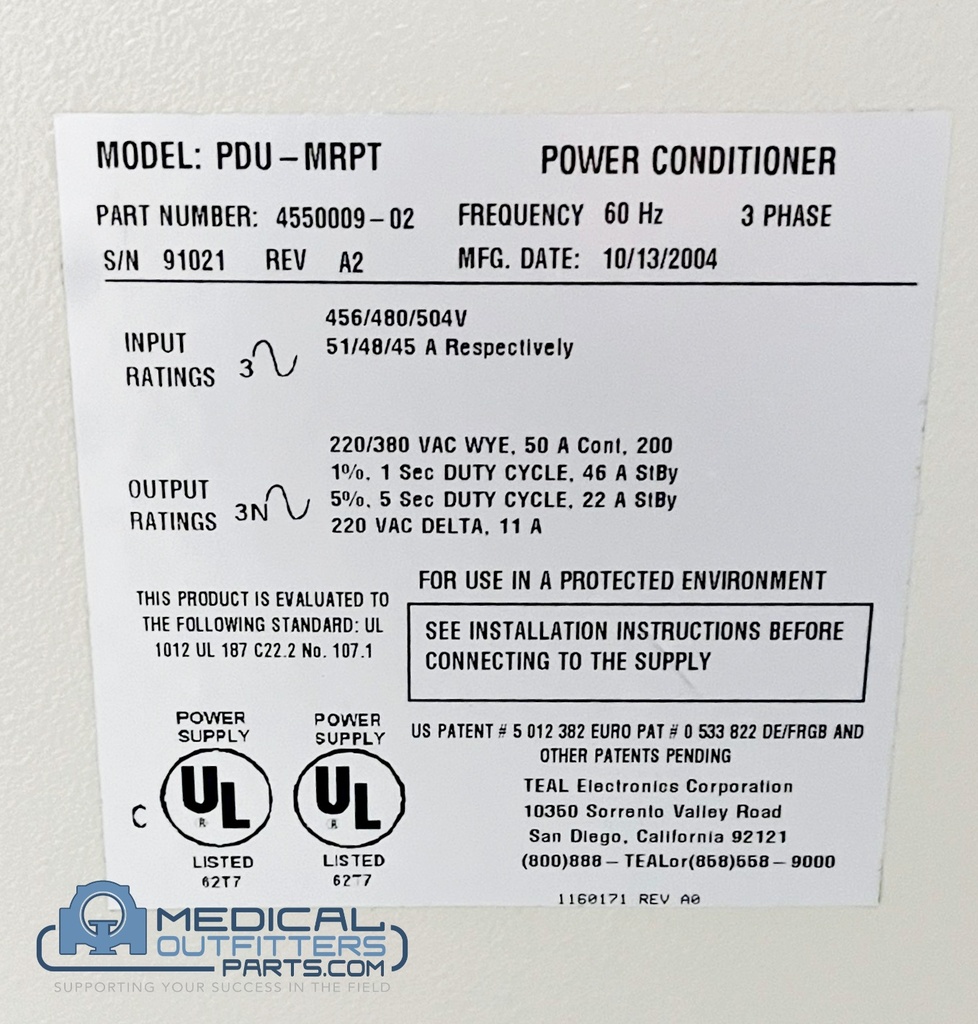 MODEL: PDU-MRPT
POWER CONDITIONER
PART NUMBER: 4550009-02 FREQUENCY 60 Hz 3 PHASE
S/N 91021 REV A2 MFG. DATE: 10/13/2004
INPUT RATINGS 3
456/480/504V
51/48/45 A Respectively
OUTPUT RATINGS 3N
220/380 VAC WYE, 50 A Cont, 200
1%, 1 Sec DUTY CYCLE, 46 A StBy
5%, 5 Sec DUTY CYCLE, 22 A StBy
220 VAC DELTA, 11 A
FOR USE IN A PROTECTED ENVIRONMENT
THIS PRODUCT IS EVALUATED TO
THE FOLLOWING STANDARD: UL
1012 UL 187 C22.2 No. 107.1
SEE INSTALLATION INSTRUCTIONS BEFORE
CONNECTING TO THE SUPPLY
POWER SUPPLY
C UL R
LISTED
62T7
POWER SUPPLY
UL R
LISTED
62T7
US PATENT # 5 012 382 EURO PAT # 0 533 822 DE/FRGB AND
OTHER PATENTS PENDING
TEAL Electronics Corporation
10350 Sorrento Valley Road
San Diego, California 92121
(800)888-TEALor(858)558-9000
1160171 REV A0
MEDICAL
OUTFITTERS
PARTS.COM
SUPPORTING YOUR SUCCESS IN THE FIELD